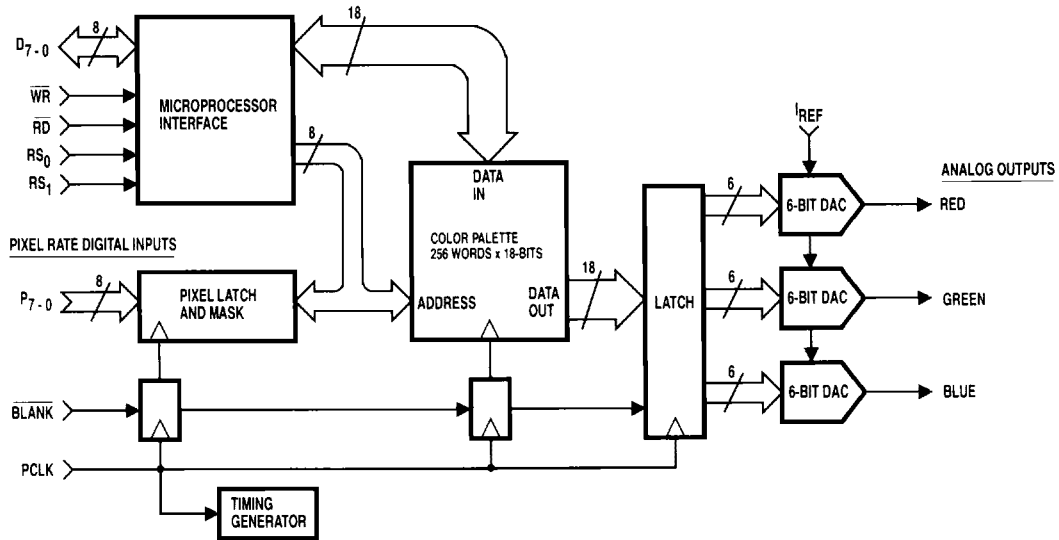 8
18
D7-0
MICROPROCESSOR
INTERFACE
WR
RD
RS0
RS1
8
IREF
DATA
IN
ANALOG OUTPUTS
6
6-BIT DAC
RED
COLOR PALETTE
256 WORDS x 18-BITS
PIXEL RATE DIGITAL INPUTS
P7-0
8
PIXEL LATCH
AND MASK
ADDRESS
DATA
OUT
18
LATCH
6
6-BIT DAC
GREEN
6
6-BIT DAC
BLUE
BLANK
PCLK
TIMING
GENERATOR